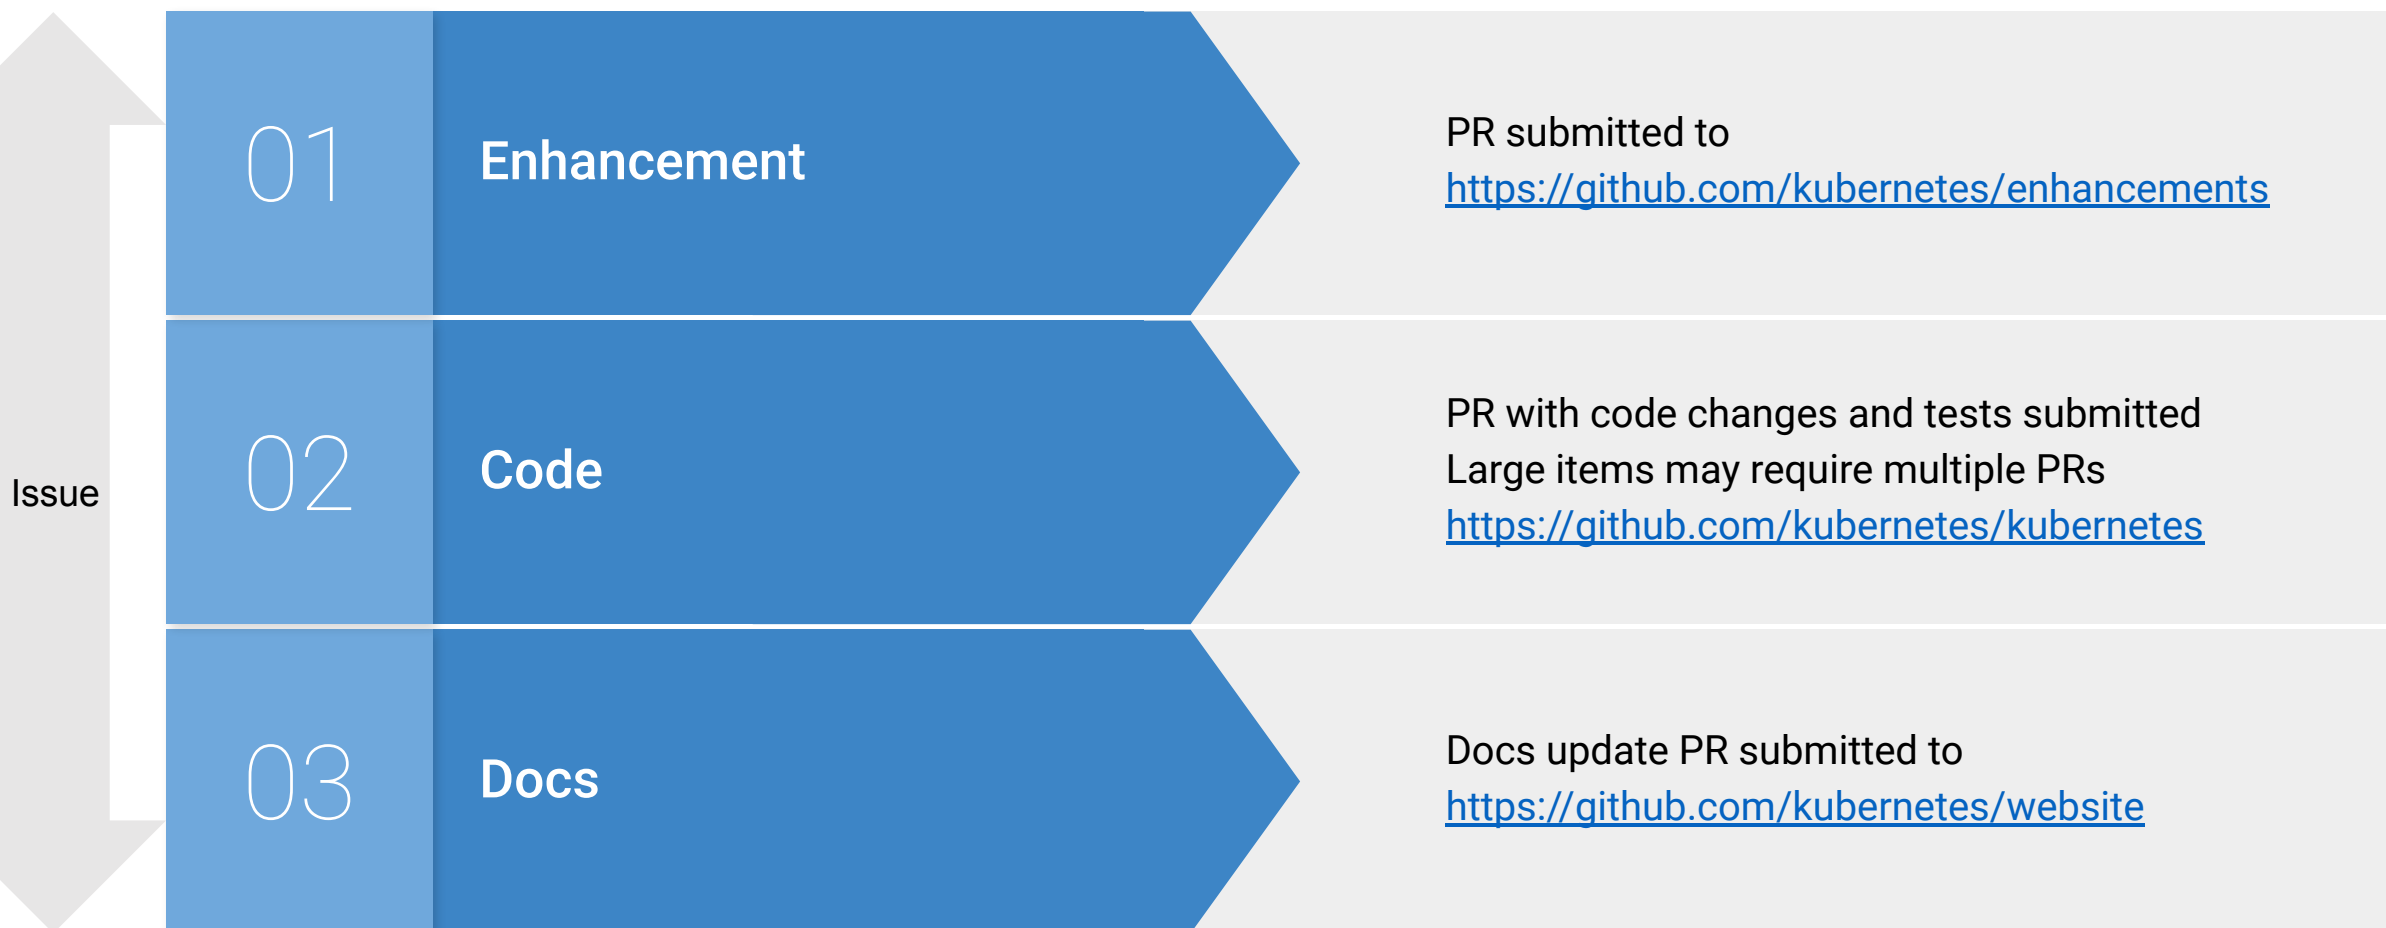 Issue
01
Enhancement
PR submitted to
https://github.com/kubernetes/enhancements
02
Code
PR with code changes and tests submitted
Large items may require multiple PRs
https://github.com/kubernetes/kubernetes
03
Docs
Docs update PR submitted to
https://github.com/kubernetes/website